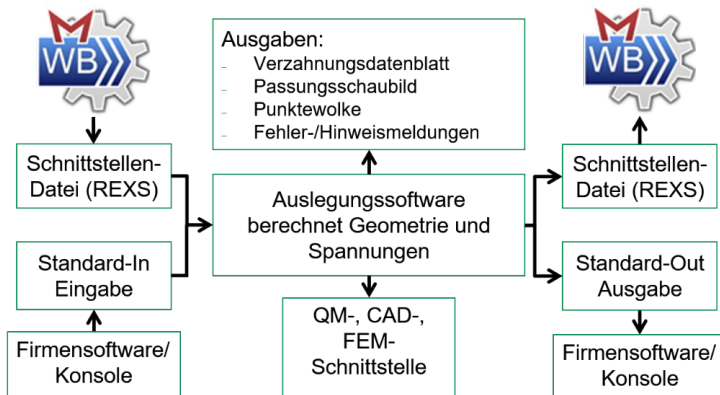 M
WB
Schnittstellen-
Datei (REXS)
Standard-In
Eingabe
Firmensoftware/
Konsole
Ausgaben:
– Verzahnungsdatenblatt
– Passungsschaubild
– Punktewolke
– Fehler-/Hinweismeldungen
Auslegungssoftware
berechnet Geometrie und
Spannungen
QM-, CAD-,
FEM-
Schnittstelle
M
WB
Schnittstellen-
Datei (REXS)
Standard-Out
Ausgabe
Firmensoftware/
Konsole